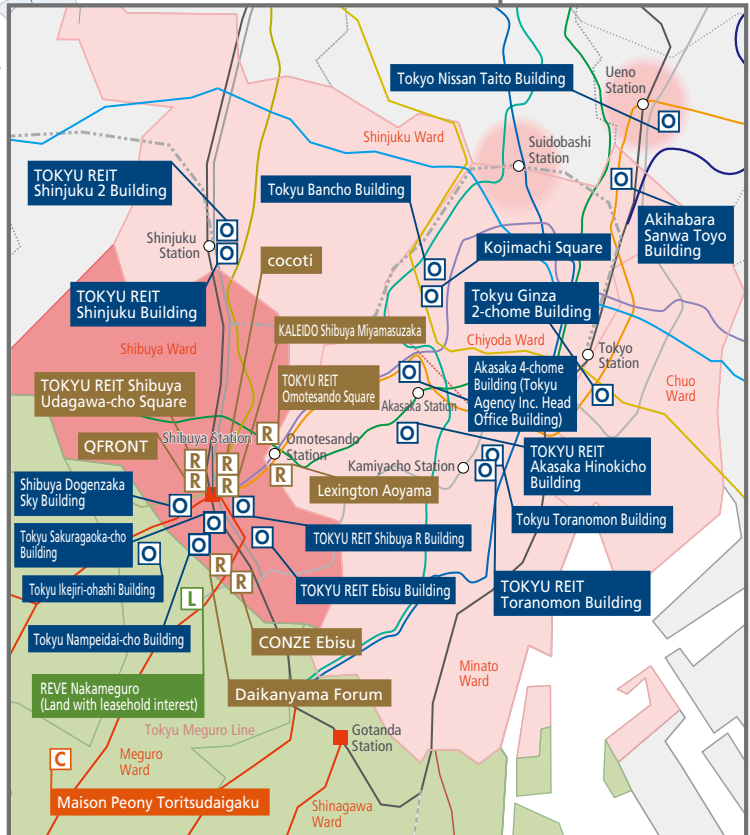 Tokyo Nissan Taito Building
Ueno
Station
O
Shinjuku Ward
Suidobashi
Station
TOKYU REIT
Shinjuku 2 Building
Tokyu Bancho Building
O
Akihabara
Sanwa Toyo
Building
O
Shinjuku
Station
O
Kojimachi Square
cocoti
O
O
TOKYU REIT
Shinjuku Building
Tokyu Ginza
2-chome Building
KALEIDO Shibuya Miyamasuzaka
Chiyoda Ward
Shibuya Ward
Tokyo
Station
TOKYU REIT Shibuya
Udagawa-cho Square
TOKYU REIT
Omotesando Square
O
Akasaka Station
Akasaka 4-chome
Building (Tokyu
Agency Inc. Head
Office Building)
O
Chuo
Ward
QFRONT
Shibuya Station
R
Omotesando
Station
O
TOKYU REIT
Akasaka Hinokicho
Building
R
R
R
R
R
Kamiyacho Station
O
O
Lexington Aoyama
Shibuya Dogenzaka
Sky Building
O
O
Tokyu Toranomon Building
Tokyu Sakuragaoka-cho
Building
O
O
O
O
TOKYU REIT Shibuya R Building
Tokyu Ikejiri-ohashi Building
R
R
TOKYU REIT Ebisu Building
TOKYU REIT
Toranomon Building
L
Tokyu Nampeidai-cho Building
CONZE Ebisu
REVE Nakameguro
(Land with leasehold interest)
Daikanyama Forum
Minato
Ward
Tokyu Meguro Line
Gotanda
Station
C
Meguro
Ward
Maison Peony Toritsudaigaku
Shinagawa
Ward